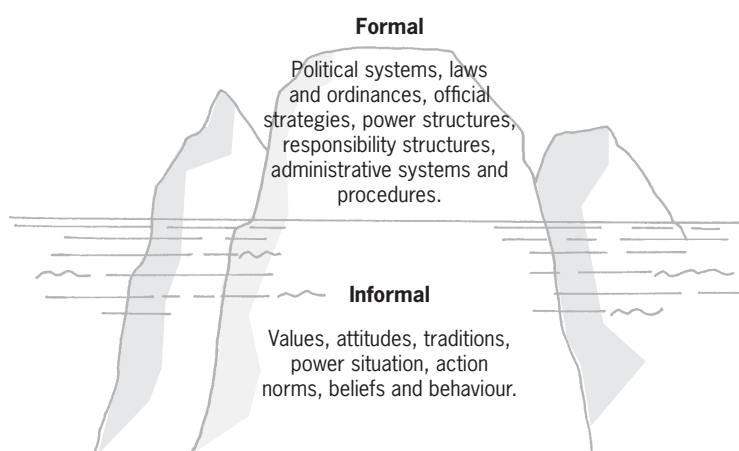 Formal
Political systems, laws
and ordinances, official
strategies, power structures,
responsibility structures,
administrative systems and
procedures.
Informal
Values, attitudes, traditions,
power situation, action
norms, beliefs and behaviour.